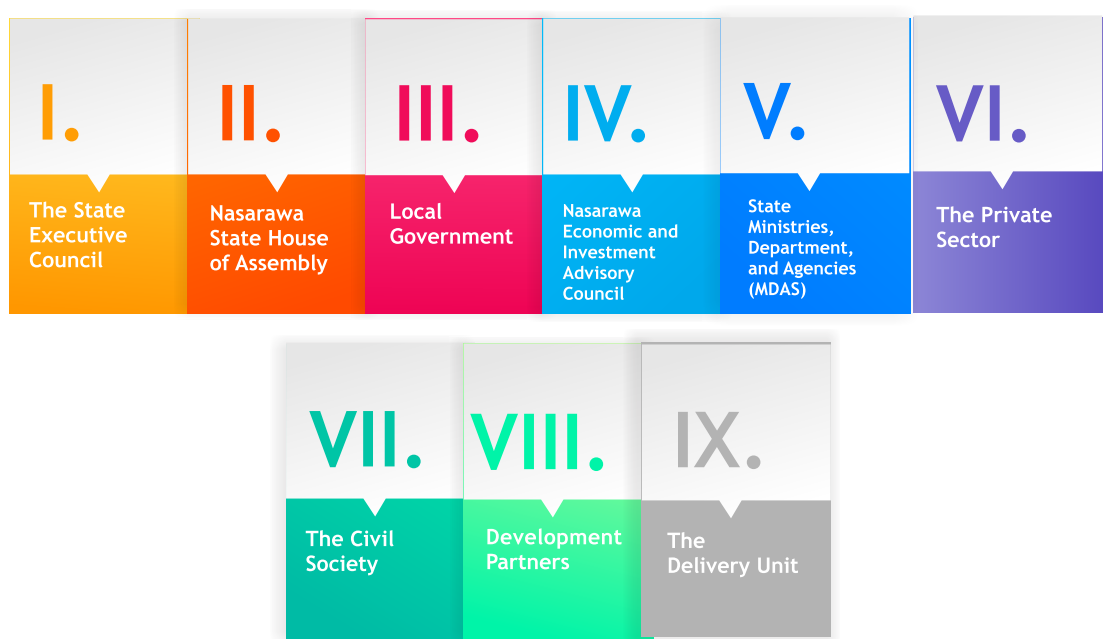 I.
The State
Executive
Council
II.
Nasarawa
State House
of Assembly
III.
Local
Government
IV.
Nasarawa
Economic and
Investment
Advisory
Council
V.
State
Ministries,
Department,
and Agencies
(MDAS)
VI.
The Private
Sector
VII.
The Civil
Society
VIII.
Development
Partners
IX.
The
Delivery Unit